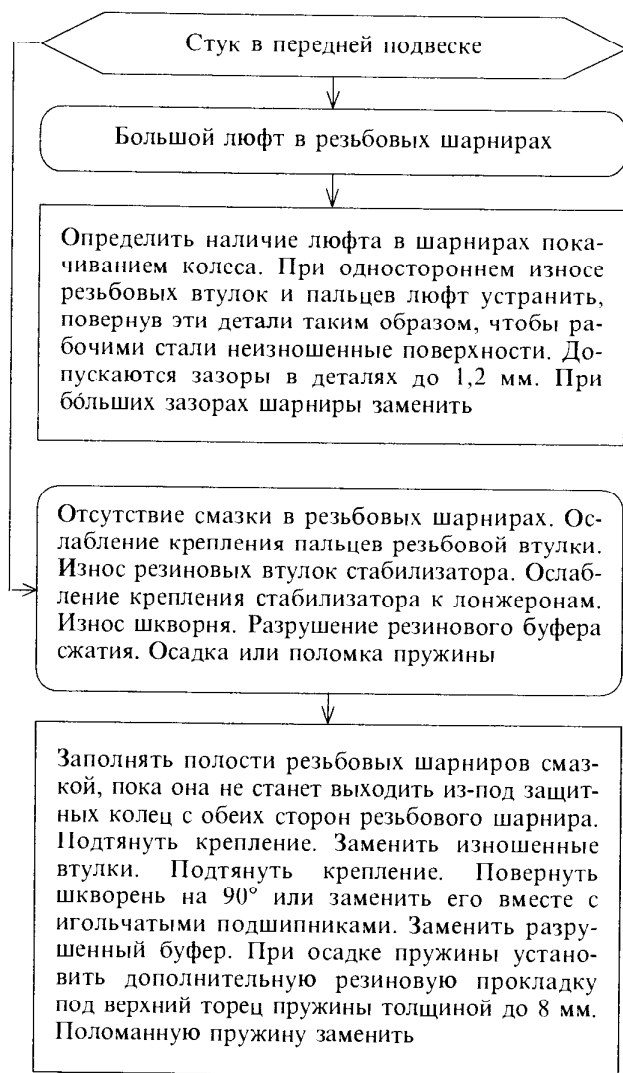 Стук в передней подвеске
Большой люфт в резьбовых шарнирах
Определить наличие люфта в шарнирах пока-
чиванием колеса. При одностороннем износе
резьбовых втулок и пальцев люфт устранить,
повернув эти детали таким образом, чтобы ра-
бочими стали неизношенные поверхности. До-
пускаются зазоры в деталях до 1,2 мм. При
бо́льших зазорах шарниры заменить
Отсутствие смазки в резьбовых шарнирах. Ос-
лабление крепления пальцев резьбовой втулки.
Износ резиновых втулок стабилизатора. Ослаб-
ление крепления стабилизатора к лонжеронам.
Износ шкворня. Разрушение резинового буфера
сжатия. Осадка или поломка пружины
Заполнять полости резьбовых шарниров смаз-
кой, пока она не станет выходить из-под защит-
ных колец с обеих сторон резьбового шарнира.
Подтянуть крепление. Заменить изношенные
втулки. Подтянуть крепление. Повернуть
шкворень на 90° или заменить его вместе с
игольчатыми подшипниками. Заменить разру-
шенный буфер. При осадке пружины устано-
вить дополнительную резиновую прокладку
под верхний торец пружины толщиной до 8 мм.
Поломанную пружину заменить